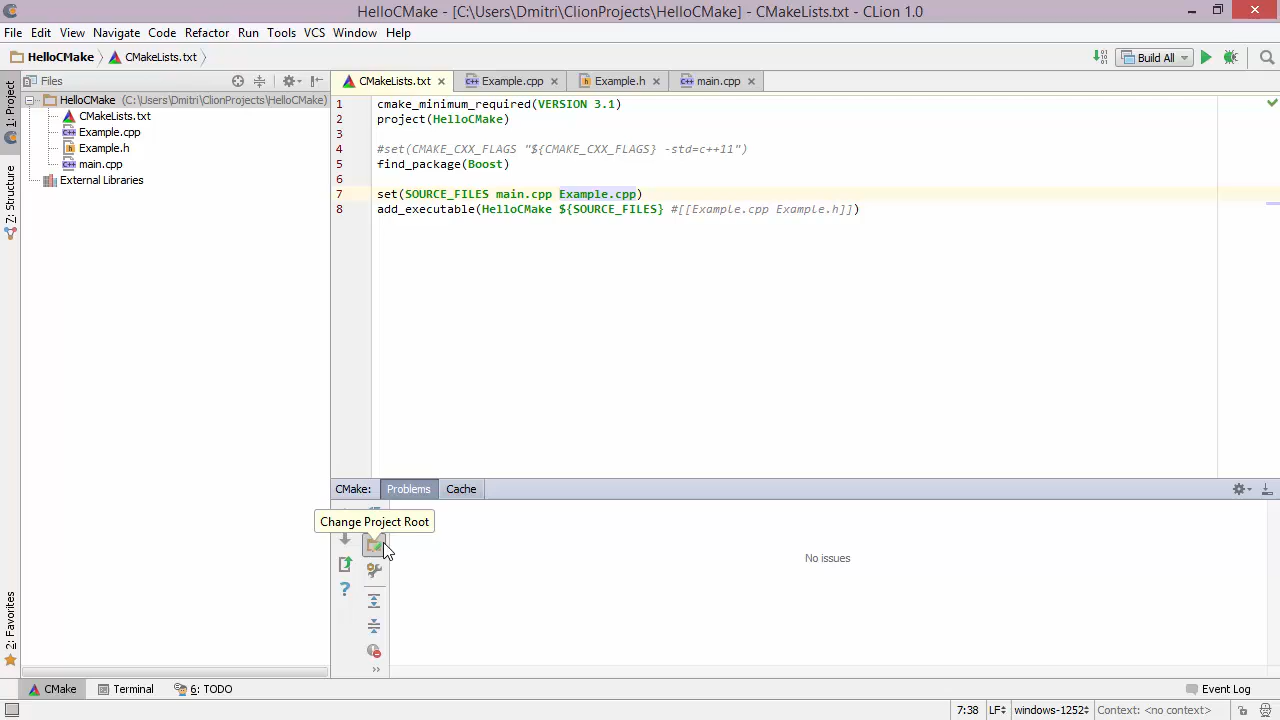 HelloCMake - [C:\Users\Dmitri\ClionProjects\HelloCMake] - CMakeLists.txt - CLion 1.0
File Edit View Navigate Code Refactor Run Tools VCS Window Help
HelloCMake CMakeLists.txt Build All
1: Project
Z: Structure
2: Favorites
Files
HelloCMake (C:\Users\Dmitri\ClionProjects\HelloCMake)
CMakeLists.txt
Example.cpp
Example.h
main.cpp
External Libraries
CMakeLists.txt Example.cpp Example.h main.cpp
1 cmake_minimum_required(VERSION 3.1)
2 project(HelloCMake)
3
4 #set(CMAKE_CXX_FLAGS "${CMAKE_CXX_FLAGS} -std=c++11")
5 find_package(Boost)
6
7 set(SOURCE_FILES main.cpp Example.cpp)
8 add_executable(HelloCMake ${SOURCE_FILES} #[[Example.cpp Example.h]])
CMake: Problems Cache
Change Project Root
No issues
CMake Terminal 6: TODO Event Log
7:38 LF windows-1252 Context: <no context>